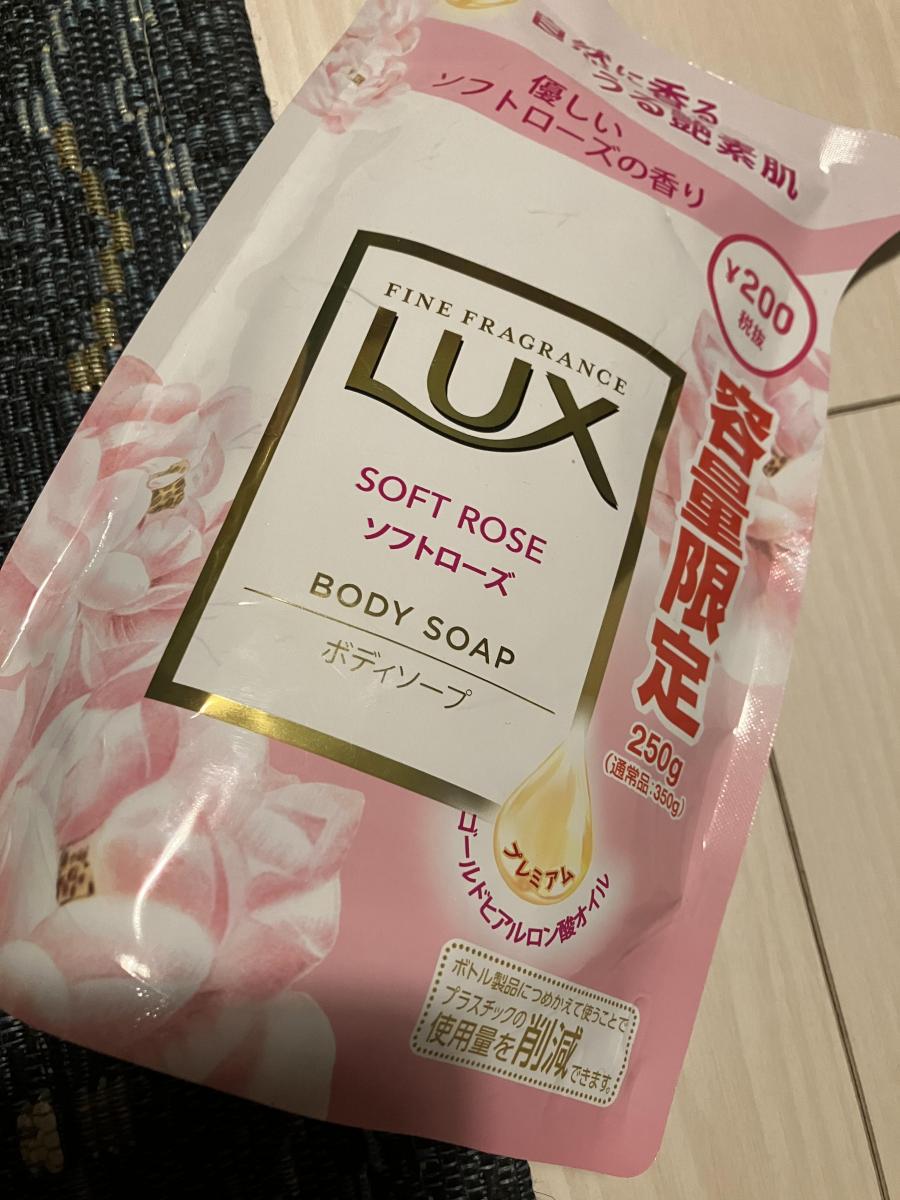 自然に香る
うる艶素肌
優しい
ソフトローズの香り
¥200
税抜
FINE FRAGRANCE
LUX
SOFT ROSE
ソフトローズ
BODY SOAP
ボディソープ
容量限定
250g
(通常品:350g)
プレミアム
ゴールドヒアルロン酸オイル
ボトル製品につめかえて使うことで
プラスチックの
使用量を削減できます。